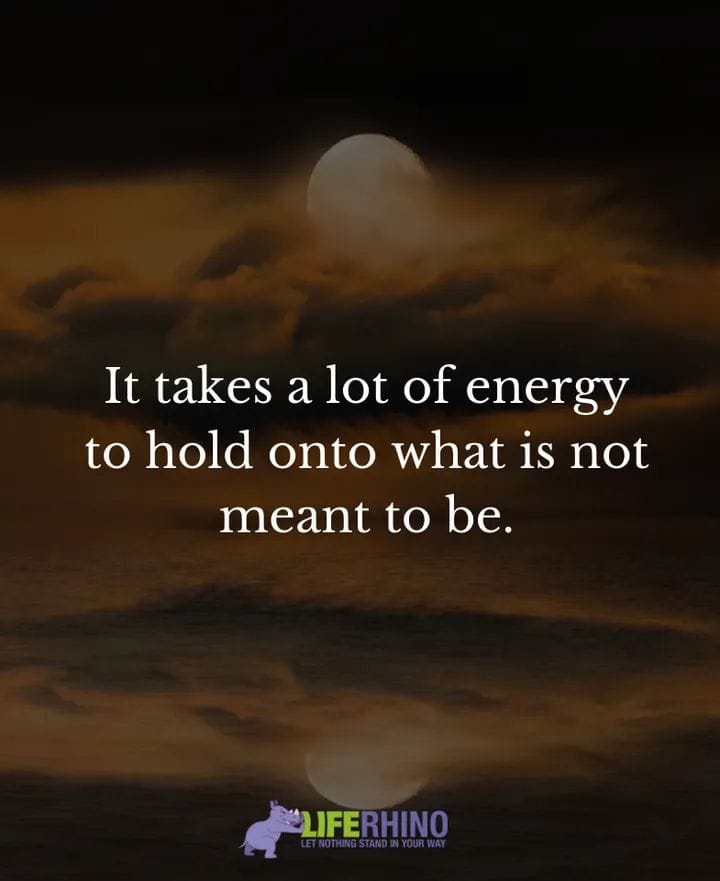 It takes a lot of energy
to hold onto what is not
meant to be.
LIFERHINO
LET NOTHING STAND IN YOUR WAY